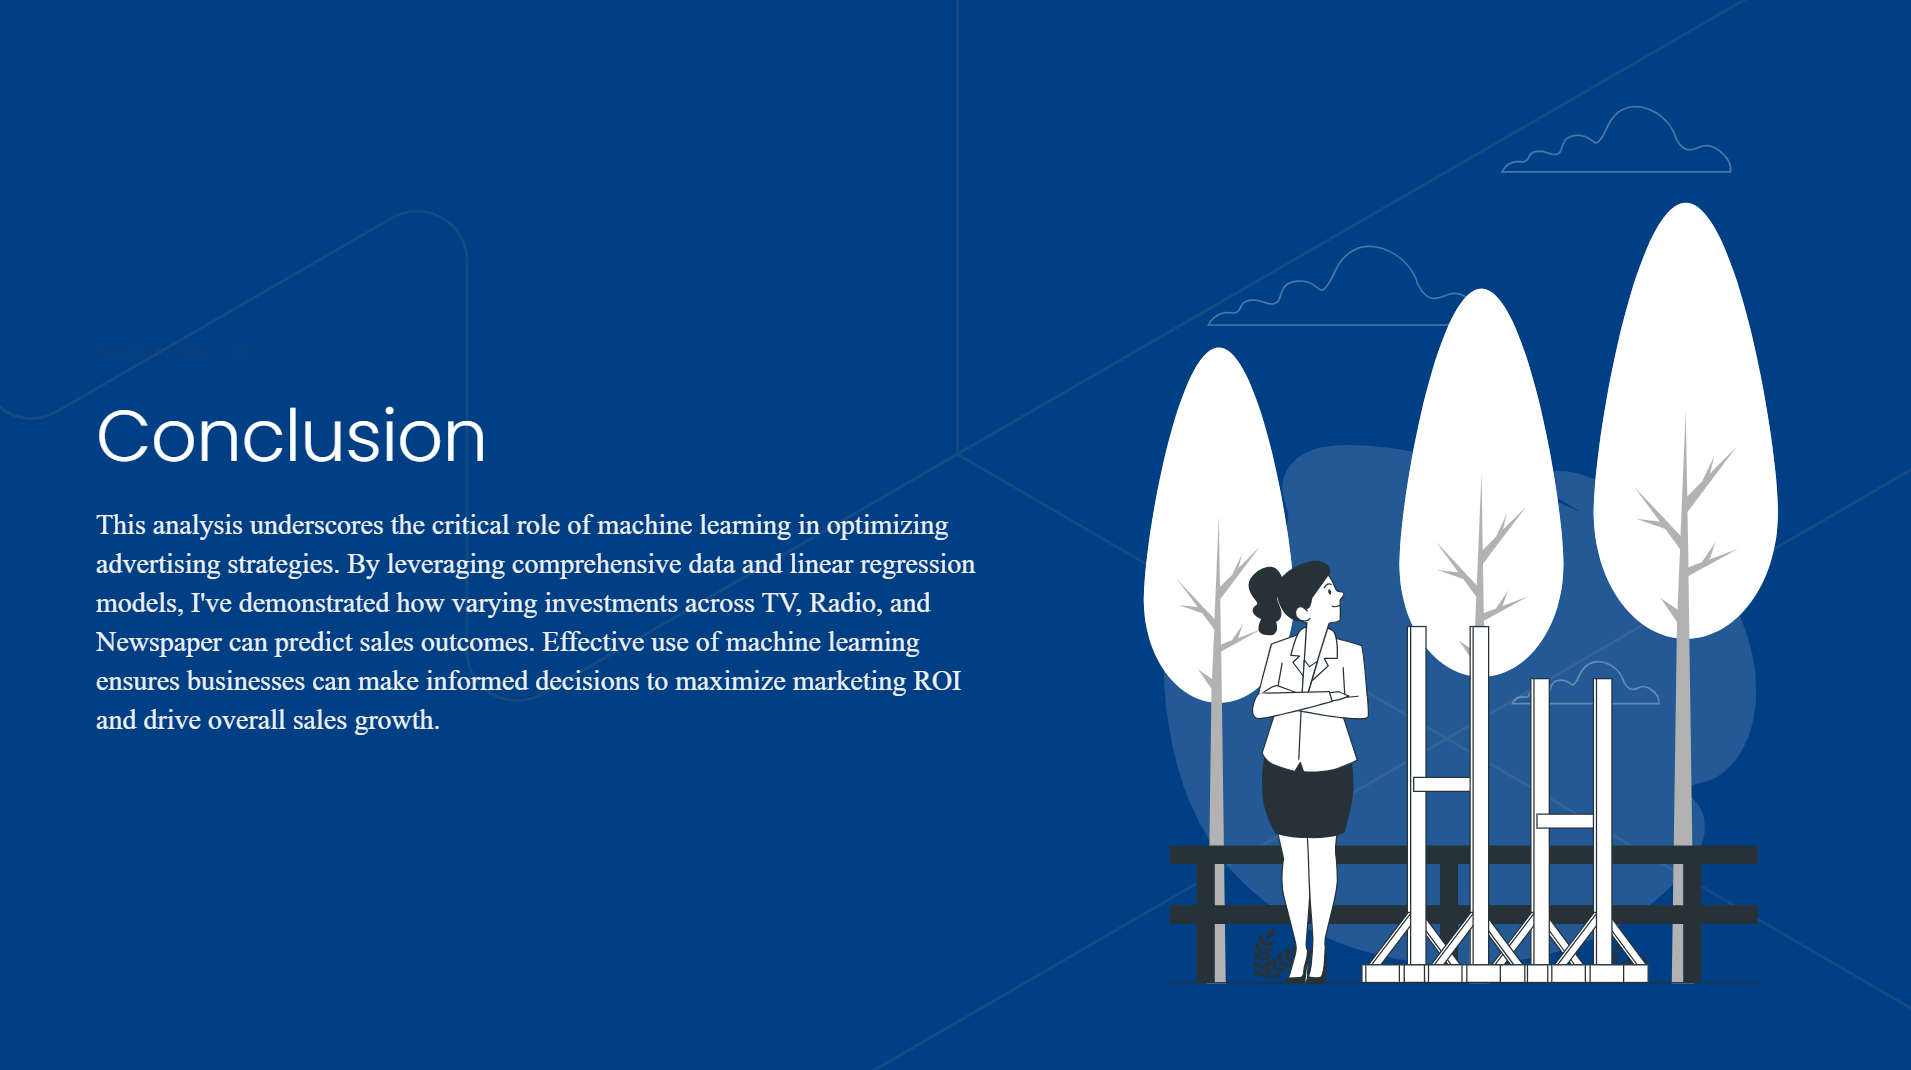 Conclusion
This analysis underscores the critical role of machine learning in optimizing
advertising strategies. By leveraging comprehensive data and linear regression
models, I've demonstrated how varying investments across TV, Radio, and
Newspaper can predict sales outcomes. Effective use of machine learning
ensures businesses can make informed decisions to maximize marketing ROI
and drive overall sales growth.